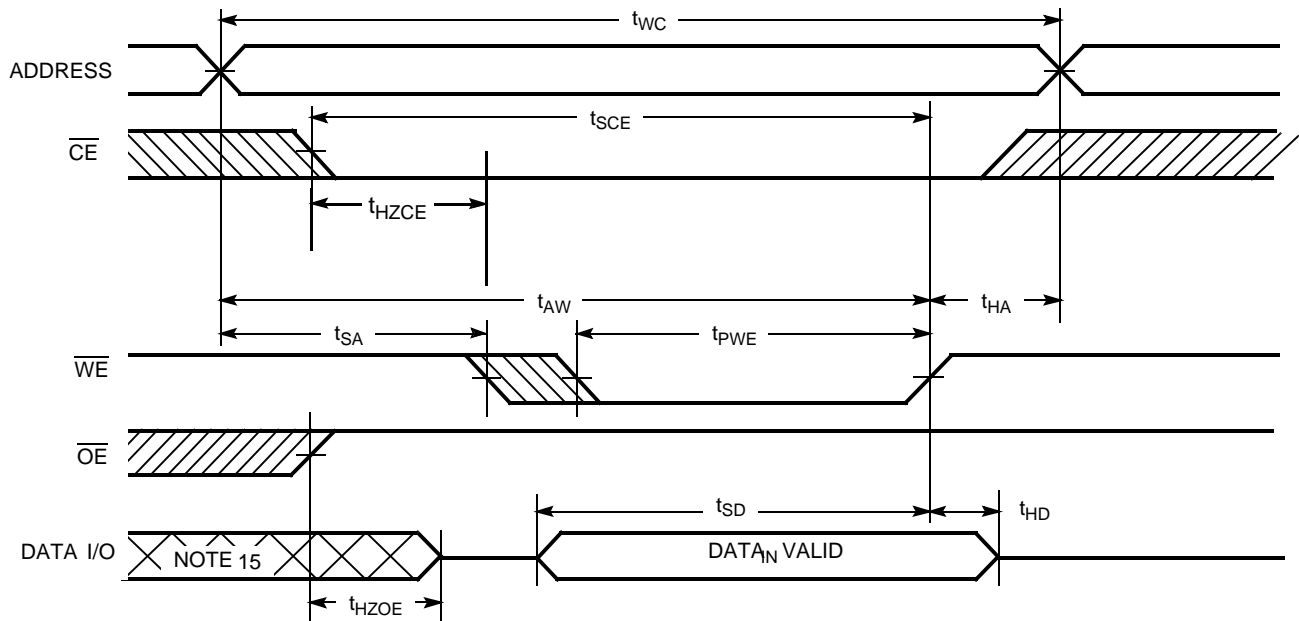 tWC
ADDRESS
tSCE
CE
tHZCE
tAW
tHA
tSA
tPWE
WE
OE
tSD
tHD
DATA I/O
NOTE 15
DATAIN VALID
tHZOE